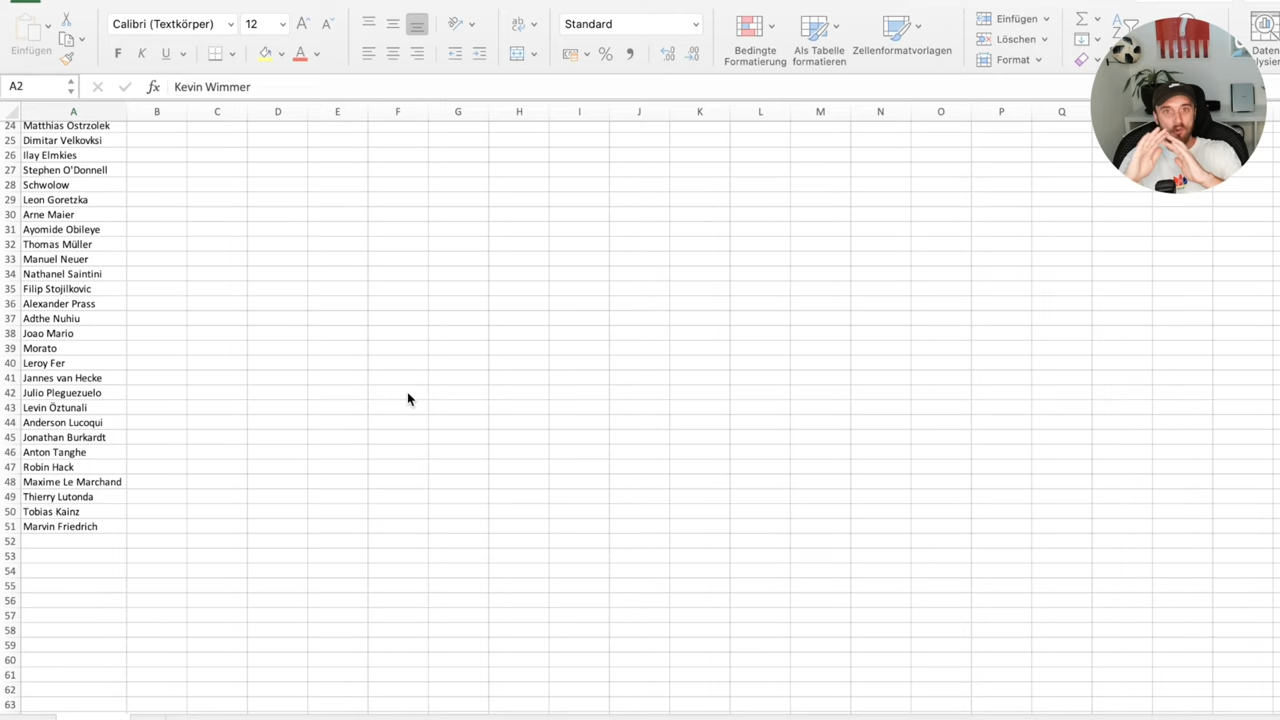 Calibri (Textkörper) 12 Standard Einfügen
Löschen
Format
Einfügen
F K U
Bedingte Formatierung
Als Tabelle formatieren
Zellenformatvorlagen
A2 fx Kevin Wimmer
A B C D E F G H I J K L M N O P Q
24 Matthias Ostrzolek
25 Dimitar Velkovksi
26 Ilay Elmkies
27 Stephen O'Donnell
28 Schwolow
29 Leon Goretzka
30 Arne Maier
31 Ayomide Obileye
32 Thomas Müller
33 Manuel Neuer
34 Nathanel Saintini
35 Filip Stojilkovic
36 Alexander Prass
37 Adthe Nuhiu
38 Joao Mario
39 Morato
40 Leroy Fer
41 Jannes van Hecke
42 Julio Pleguezuelo
43 Levin Öztunali
44 Anderson Lucoqui
45 Jonathan Burkardt
46 Anton Tanghe
47 Robin Hack
48 Maxime Le Marchand
49 Thierry Lutonda
50 Tobias Kainz
51 Marvin Friedrich
52
53
54
55
56
57
58
59
60
61
62
63